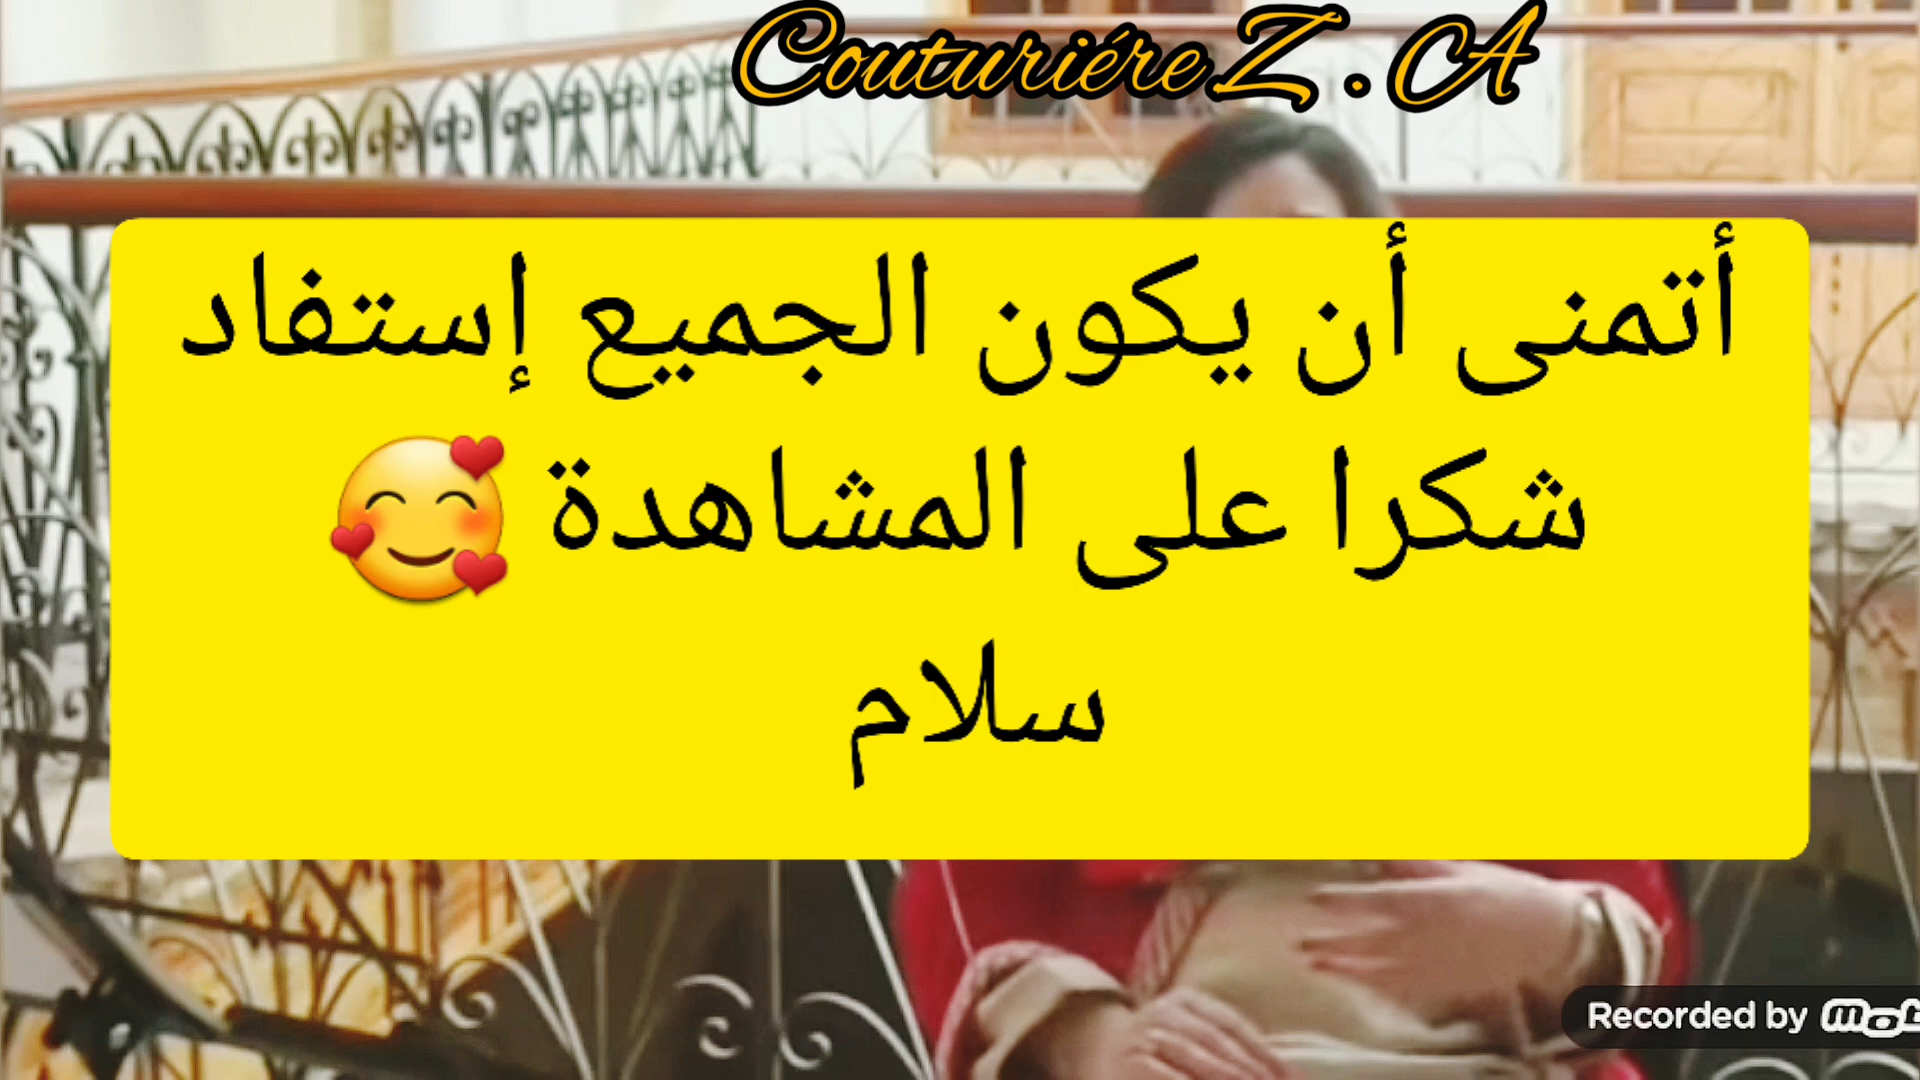 Couturiére Z. A
أتمنى أن يكون الجميع إستفاد
شكرا على المشاهدة 🥰
سلام
Recorded by